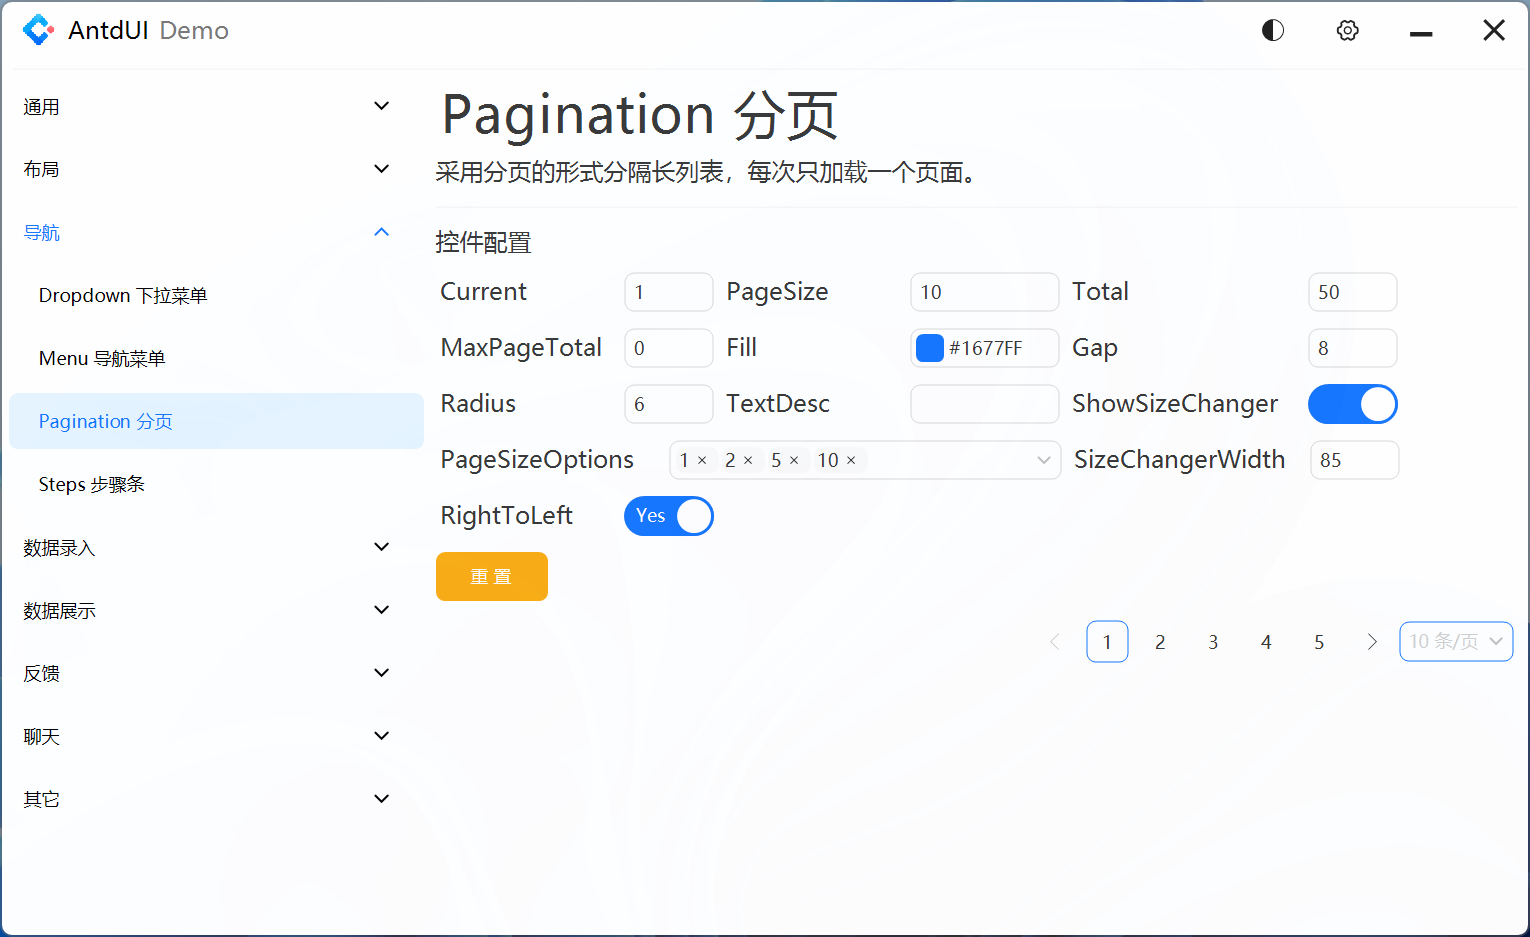 AntdUI Demo
通用
布局
导航
Dropdown 下拉菜单
Menu 导航菜单
Pagination 分页
Steps 步骤条
数据录入
数据展示
反馈
聊天
其它
Pagination 分页
采用分页的形式分隔长列表，每次只加载一个页面。
控件配置
Current 1 PageSize 10 Total 50
MaxPageTotal 0 Fill #1677FF Gap 8
Radius 6 TextDesc ShowSizeChanger
PageSizeOptions 1 × 2 × 5 × 10 × SizeChangerWidth 85
RightToLeft Yes
重置
1 2 3 4 5 10 条/页